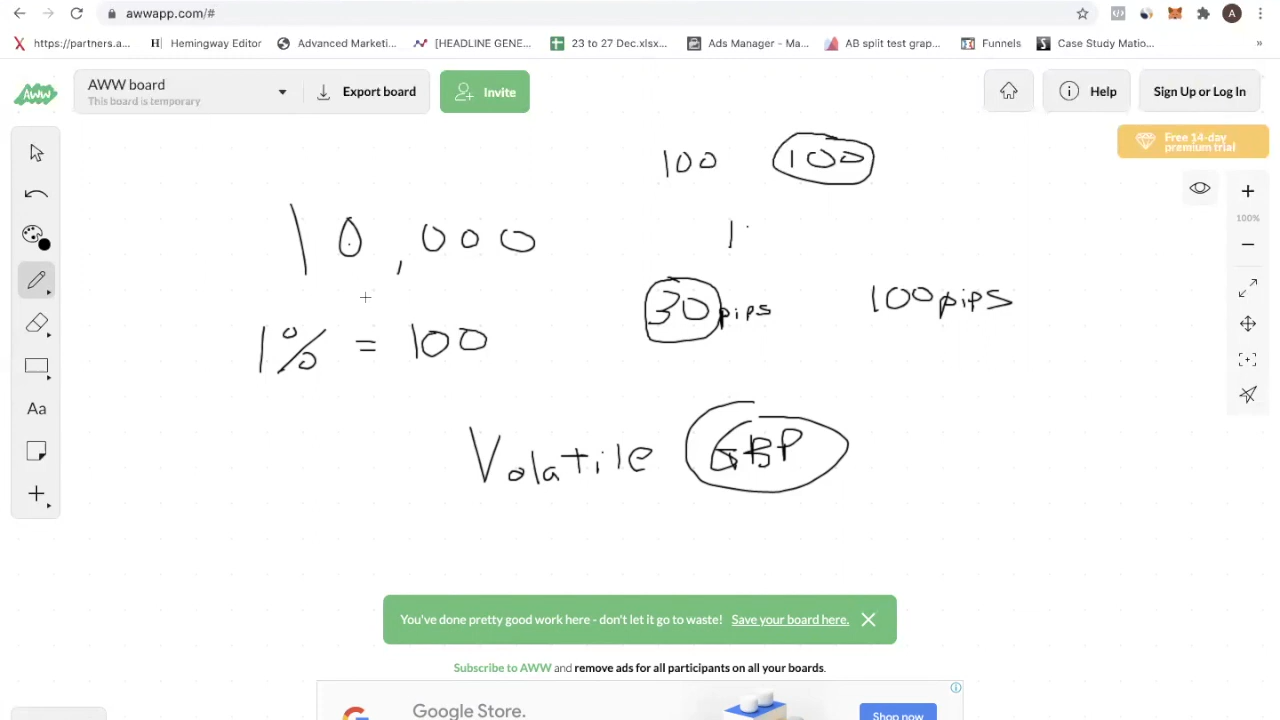 awwapp.com/#
A
https://partners.a...
Hemingway Editor
Advanced Marketi...
[HEADLINE GENE...
23 to 27 Dec.xlsx...
Ads Manager - Ma...
AB split test grap...
Funnels
Case Study Matio...
»
AWW
AWW board
This board is temporary
Export board
Invite
Help
Sign Up or Log In
Free 14-day
premium trial
100%
Aa
100 100
10,000
1
30pips 100pips
1% = 100
Volatile GBP
You've done pretty good work here - don't let it go to waste! Save your board here.
Subscribe to AWW and remove ads for all participants on all your boards.
Google Store.
Shop now